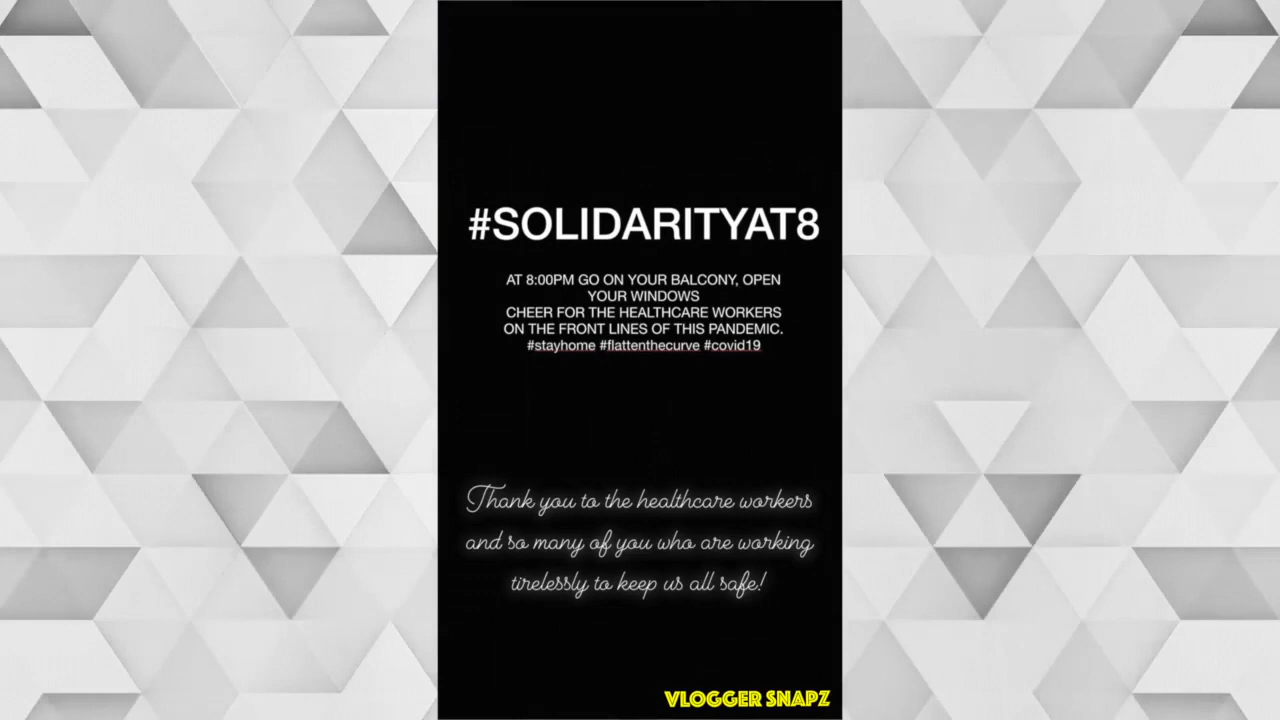 #SOLIDARITYAT8
AT 8:00PM GO ON YOUR BALCONY, OPEN
YOUR WINDOWS
CHEER FOR THE HEALTHCARE WORKERS
ON THE FRONT LINES OF THIS PANDEMIC.
#stayhome #flattenthecurve #covid19
Thank you to the healthcare workers
and so many of you who are working
tirelessly to keep us all safe!
VLOGGER SNAPZ